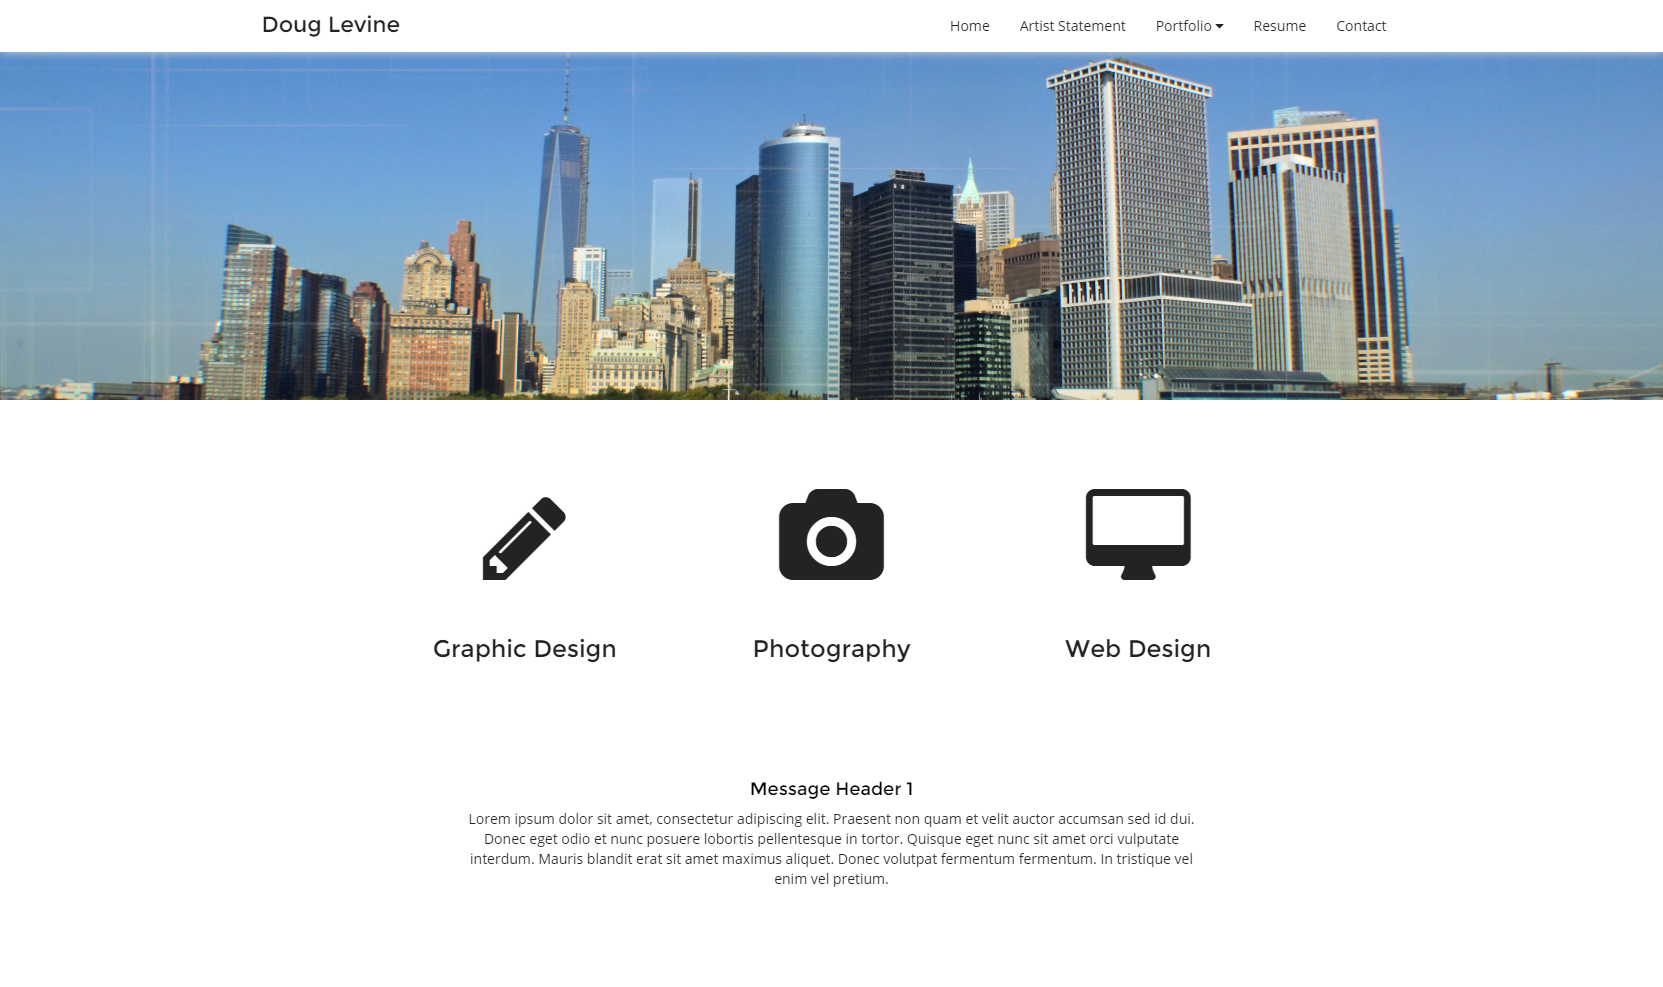 Doug Levine
Home Artist Statement Portfolio Resume Contact
Graphic Design Photography Web Design
Message Header 1
Lorem ipsum dolor sit amet, consectetur adipiscing elit. Praesent non quam et velit auctor accumsan sed id dui.
Donec eget odio et nunc posuere lobortis pellentesque in tortor. Quisque eget nunc sit amet orci vulputate
interdum. Mauris blandit erat sit amet maximus aliquet. Donec volutpat fermentum fermentum. In tristique vel
enim vel pretium.